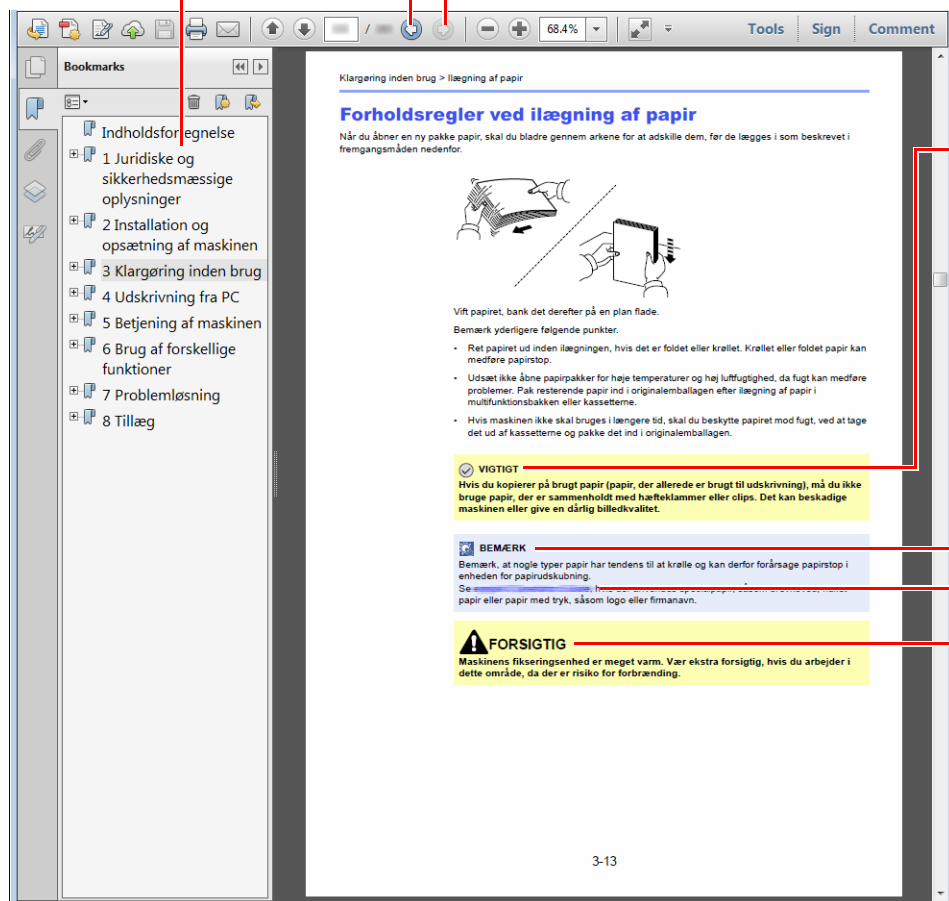 68.4%
Tools
Sign
Comment
Bookmarks
Indholdsfortegnelse
1 Juridiske og
sikkerhedsmæssige
oplysninger
2 Installation og
opsætning af maskinen
3 Klargøring inden brug
4 Udskrivning fra PC
5 Betjening af maskinen
6 Brug af forskellige
funktioner
7 Problemløsning
8 Tillæg
Klargøring inden brug > Ilægning af papir
Forholdsregler ved ilægning af papir
Når du åbner en ny pakke papir, skal du bladre gennem arkene for at adskille dem, før de lægges i som beskrevet i
fremgangsmåden nedenfor.
Vift papiret, bank det derefter på en plan flade.
Bemærk yderligere følgende punkter.
• Ret papiret ud inden ilægningen, hvis det er foldet eller krøllet. Krøllet eller foldet papir kan
medføre papirstop.
• Udsæt ikke åbne papirpakker for høje temperaturer og høj luftfugtighed, da fugt kan medføre
problemer. Pak resterende papir ind i originalemballagen efter ilægning af papir i
multifunktionsbakken eller kassetterne.
• Hvis maskinen ikke skal bruges i længere tid, skal du beskytte papiret mod fugt, ved at tage
det ud af kassetterne og pakke det ind i originalemballagen.
VIGTIGT
Hvis du kopierer på brugt papir (papir, der allerede er brugt til udskrivning), må du ikke
bruge papir, der er sammenholdt med hæfteklammer eller clips. Det kan beskadige
maskinen eller give en dårlig billedkvalitet.
BEMÆRK
Bemærk, at nogle typer papir har tendens til at krølle og kan derfor forårsage papirstop i
enheden for papirudskubning.
Se
papir eller papir med tryk, såsom logo eller firmanavn.
FORSIGTIG
Maskinens fikseringsenhed er meget varm. Vær ekstra forsigtig, hvis du arbejder i
dette område, da der er risiko for forbrænding.
3-13